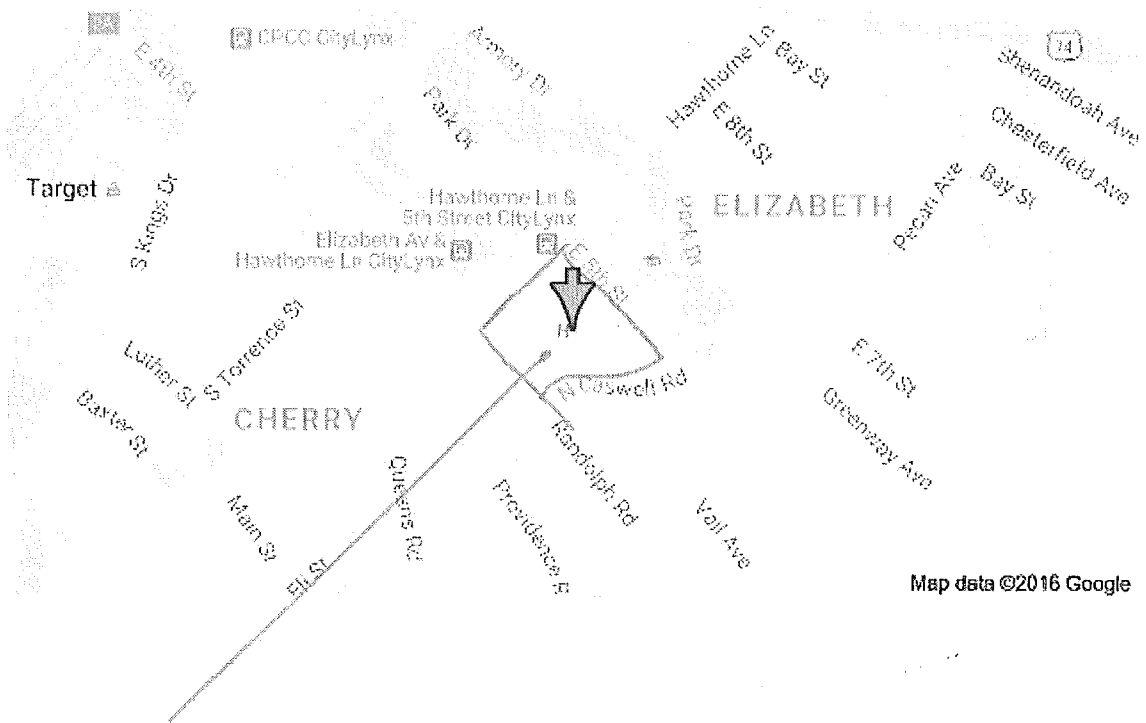 E 4th St
CPCC CityLynx
Armory Dr
Park Dr
Hawthorne Ln
Bay St
E 8th St
74
Shenandoah Ave
Chesterfield Ave
Bay St
Pecan Ave
Target
S Kings Dr
Hawthorne Ln &
5th Street CityLynx
Elizabeth Av &
Hawthorne Ln CityLynx
Park Dr
ELIZABETH
E 5th St
H
S Torrence St
Luther St
Baxter St
CHERRY
N Caswell Rd
E 7th St
Greenway Ave
Randolph Rd
Queens Rd
Providence R
Vail Ave
Main St
Eli St
Map data ©2016 Google